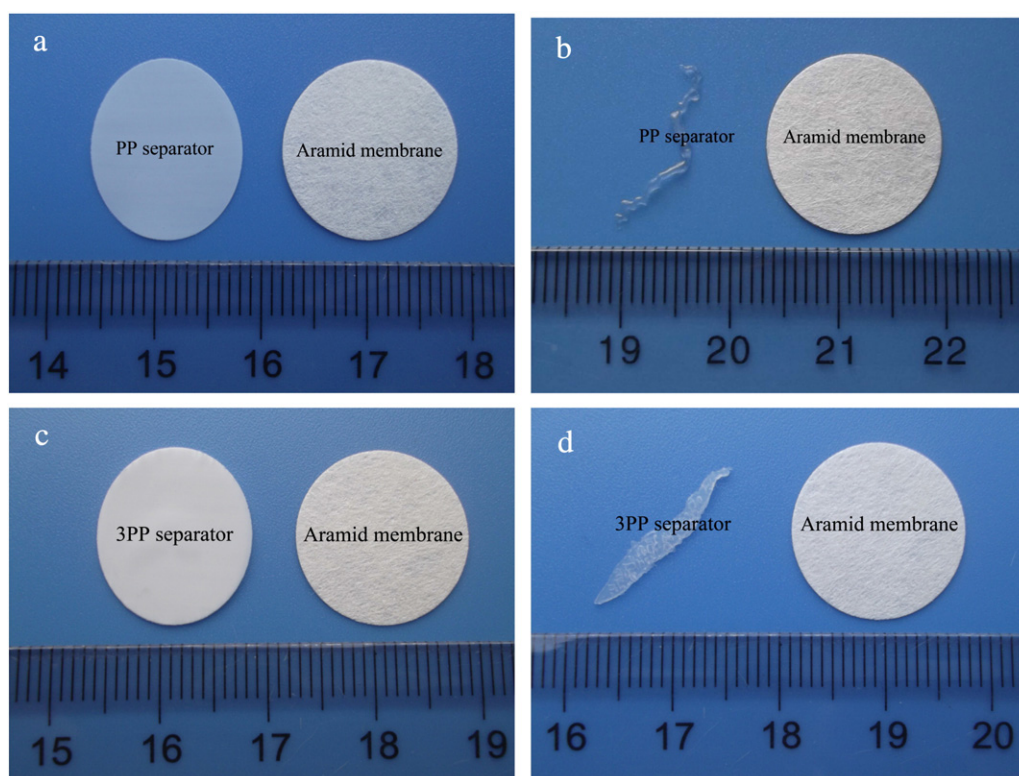 a
PP separator
Aramid membrane
14 15 16 17 18
b
PP separator
Aramid membrane
19 20 21 22
c
3PP separator
Aramid membrane
15 16 17 18 19
d
3PP separator
Aramid membrane
16 17 18 19 20